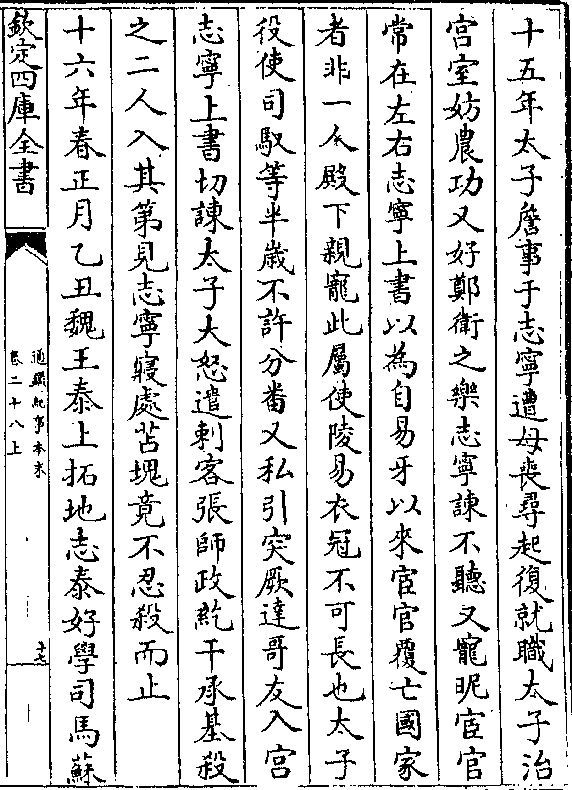 十五年太子詹事于志寧遭母喪尋起復就職太子治
宫室妨農功又好鄭衛之樂志寧諫不聽又寵昵宦官
常在左右志寧上書以為自易牙以來宦官覆亡國家
者非一人殿下親寵此屬使陵易衣冠不可長也太子
役使司馭等半嵗不許分番又私引突厥達哥友入宫
志寧上書切諫太子大怒遣刺客張師政紇干承基殺
之二人入其第見志寧寢處苫塊竟不忍殺而止
十六年春正月乙丑魏王泰上括地志泰好學司馬蘇
欽定四庫全書
通鑑紀事本末
卷二十八上
十七